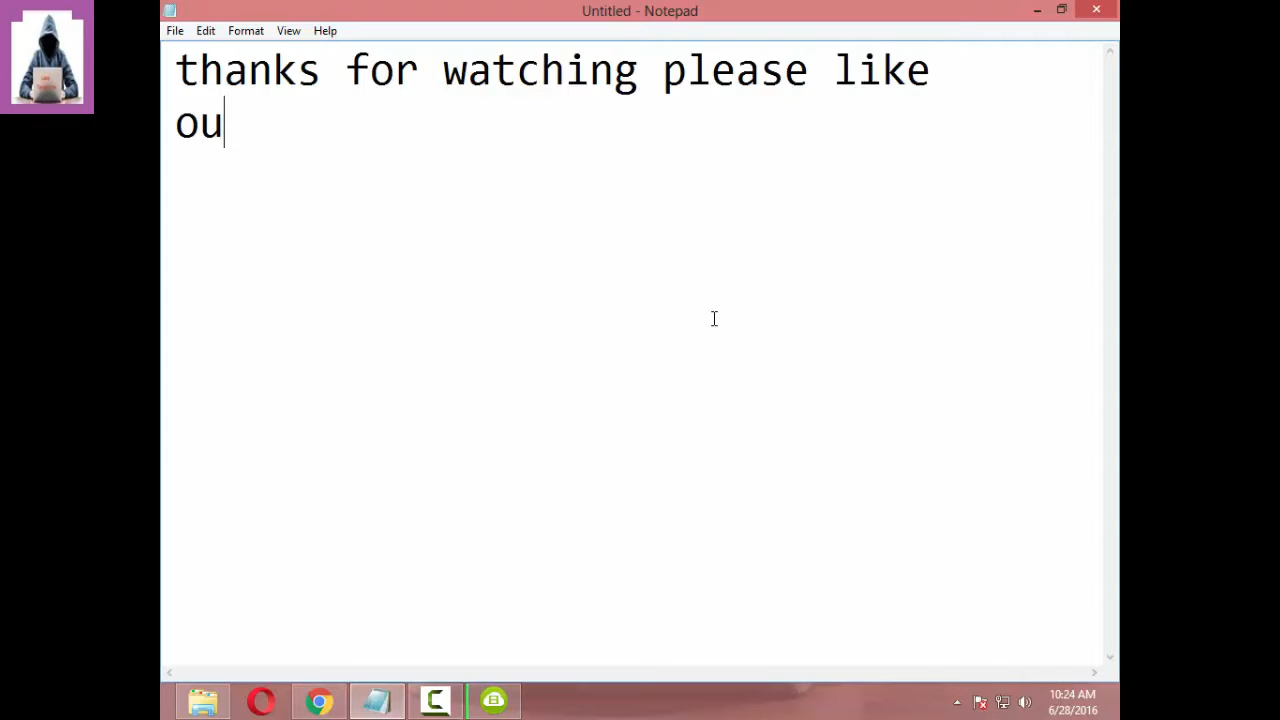 Untitled - Notepad
File Edit Format View Help
thanks for watching please like
ou
10:24 AM
6/28/2016